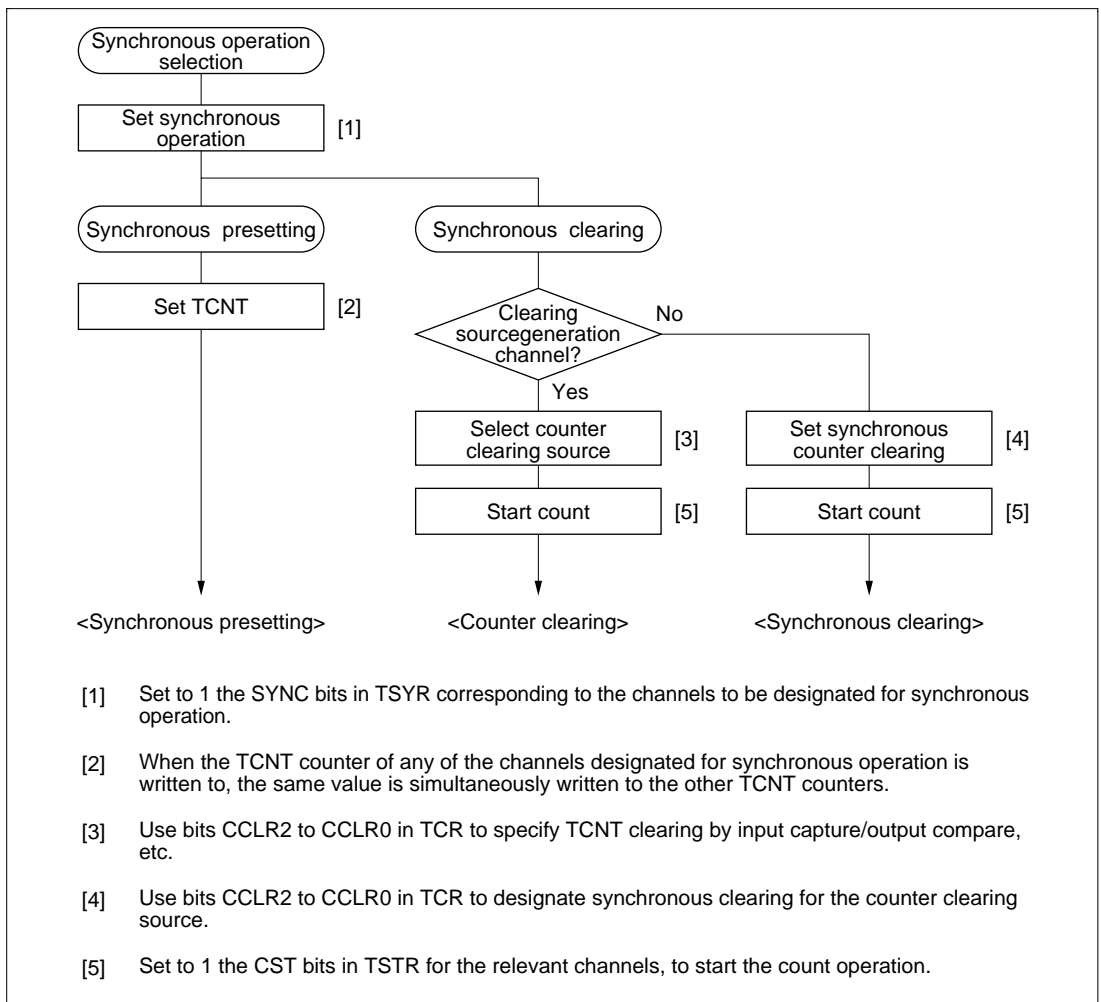 Synchronous operation
selection
Set synchronous
operation
[1]
Synchronous presetting
Synchronous clearing
Set TCNT
[2]
Clearing
sourcegeneration
channel?
No
Yes
Select counter
clearing source
[3]
Set synchronous
counter clearing
[4]
Start count
[5]
Start count
[5]
<Synchronous presetting>
<Counter clearing>
<Synchronous clearing>
[1] Set to 1 the SYNC bits in TSYR corresponding to the channels to be designated for synchronous
operation.
[2] When the TCNT counter of any of the channels designated for synchronous operation is
written to, the same value is simultaneously written to the other TCNT counters.
[3] Use bits CCLR2 to CCLR0 in TCR to specify TCNT clearing by input capture/output compare,
etc.
[4] Use bits CCLR2 to CCLR0 in TCR to designate synchronous clearing for the counter clearing
source.
[5] Set to 1 the CST bits in TSTR for the relevant channels, to start the count operation.